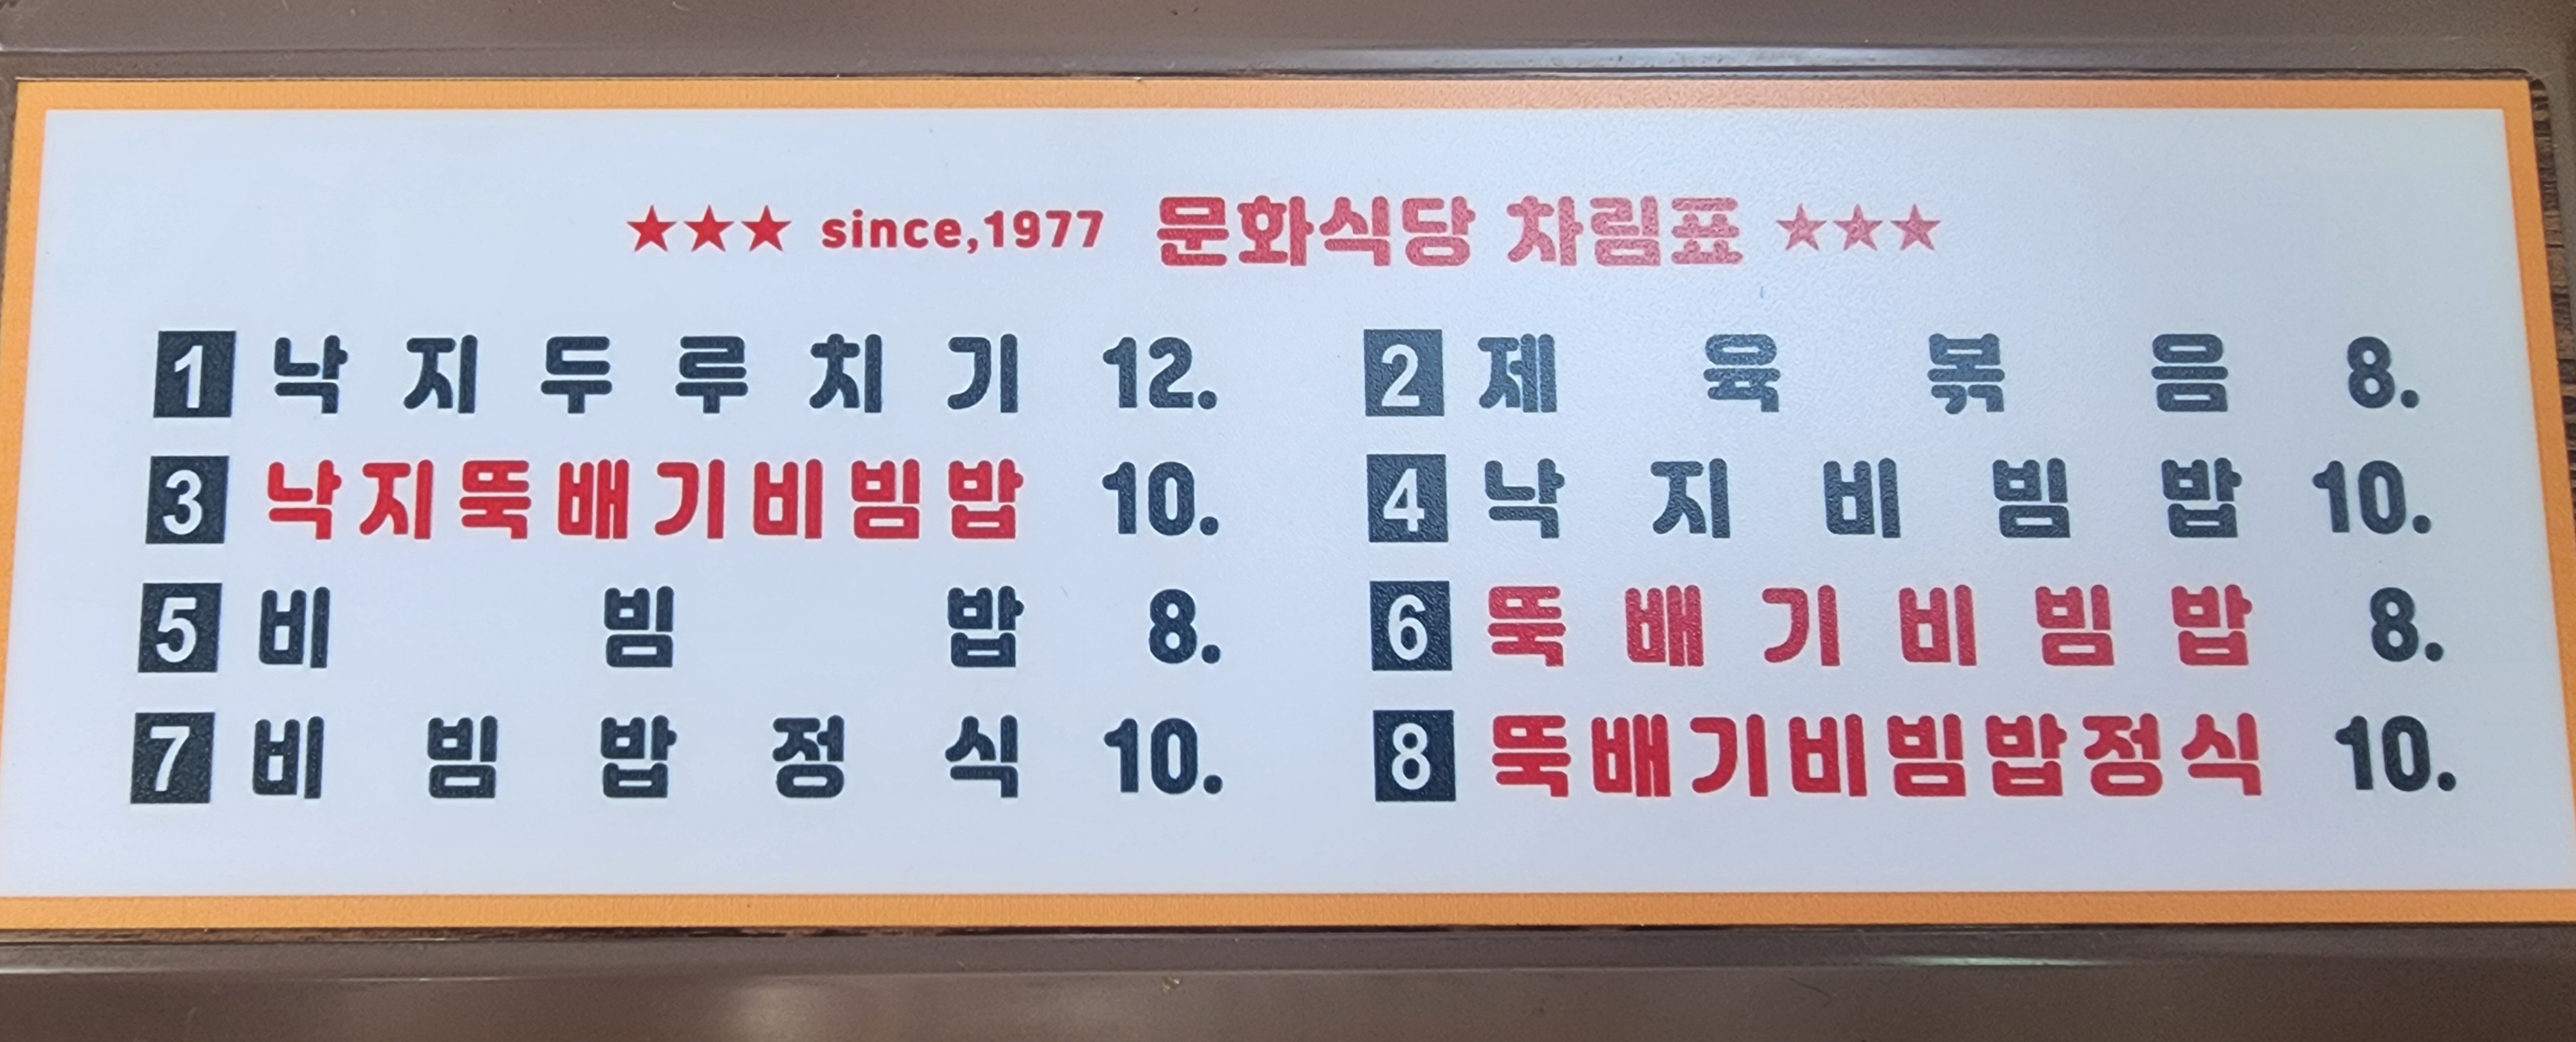 ★★★ since,1977 문화식당 차림표 ★★★
1 낙지두루치기 12. 2 제육볶음 8.
3 낙지뚝배기비빔밥 10. 4 낙지비빔밥 10.
5 비빔밥 8. 6 뚝배기비빔밥 8.
7 비빔밥정식 10. 8 뚝배기비빔밥정식 10.